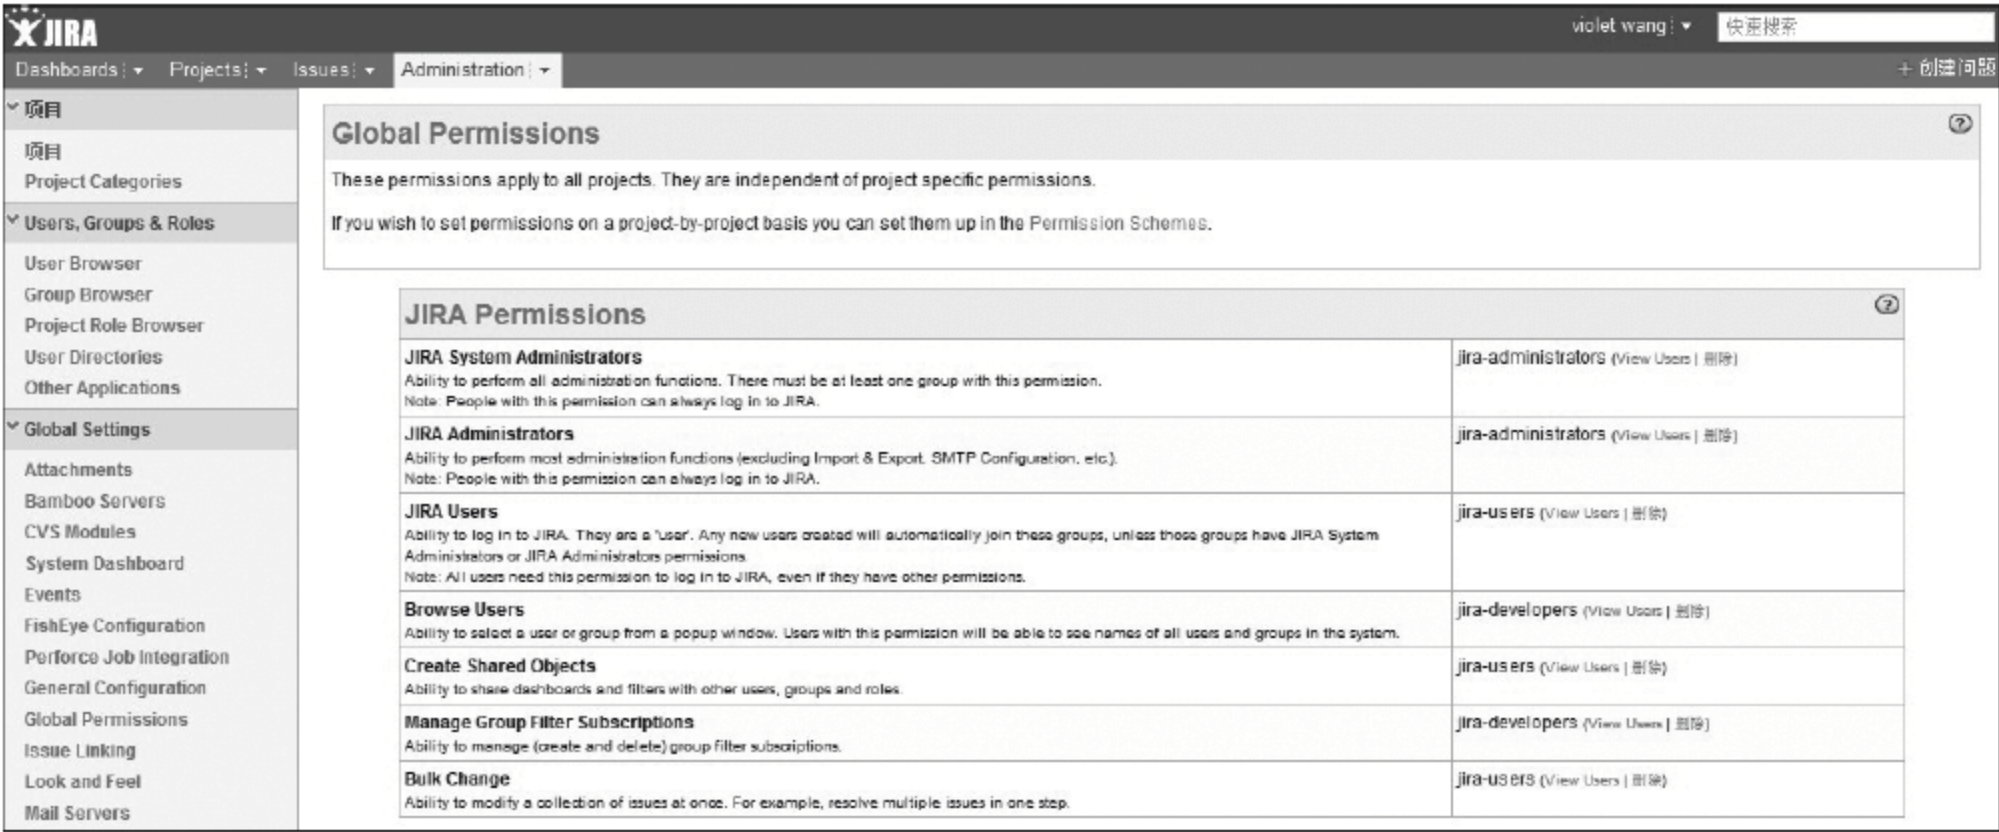 JIRA
violet wang
快速搜索
Dashboards Projects Issues Administration + 创建问题
项目
项目
Project Categories
Users, Groups & Roles
User Browser
Group Browser
Project Role Browser
User Directories
Other Applications
Global Settings
Attachments
Bamboo Servers
CVS Modules
System Dashboard
Events
FishEye Configuration
Perforce Job Integration
General Configuration
Global Permissions
Issue Linking
Look and Feel
Mail Servers
Global Permissions
These permissions apply to all projects. They are independent of project specific permissions.
If you wish to set permissions on a project-by-project basis you can set them up in the Permission Schemes.
JIRA Permissions
JIRA System Administrators
Ability to perform all administration functions. There must be at least one group with this permission.
Note: People with this permission can always log in to JIRA.
jira-administrators (View Users | 删除)
JIRA Administrators
Ability to perform most administration functions (excluding Import & Export, SMTP Configuration, etc.).
Note: People with this permission can always log in to JIRA.
jira-administrators (View Users | 删除)
JIRA Users
Ability to log in to JIRA. They are a 'user'. Any new users created will automatically join these groups, unless those groups have JIRA System
Administrators or JIRA Administrators permissions.
Note: All users need this permission to log in to JIRA, even if they have other permissions.
jira-users (View Users | 删除)
Browse Users
Ability to select a user or group from a popup window. Users with this permission will be able to see names of all users and groups in the system.
jira-developers (View Users | 删除)
Create Shared Objects
Ability to share dashboards and filters with other users, groups and roles.
jira-users (View Users | 删除)
Manage Group Filter Subscriptions
Ability to manage (create and delete) group filter subscriptions.
jira-developers (View Users | 删除)
Bulk Change
Ability to modify a collection of issues at once. For example, resolve multiple issues in one step.
jira-users (View Users | 删除)